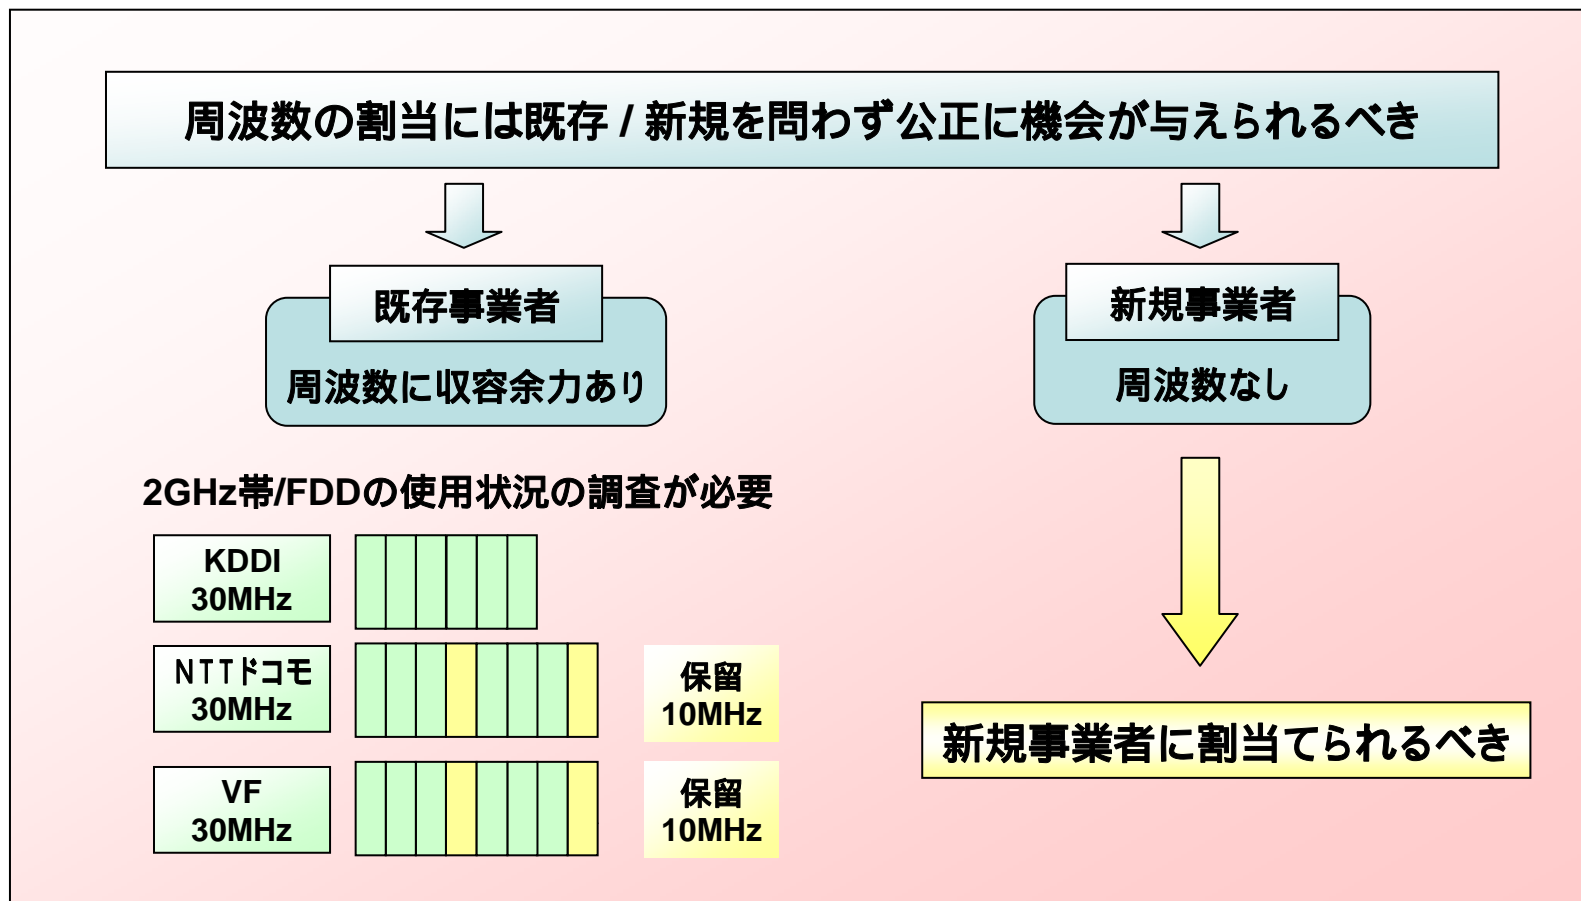 周波数の割当には既存 / 新規を問わず公正に機会が与えられるべき
既存事業者
周波数に収容余力あり
新規事業者
周波数なし
2GHz帯/FDDの使用状況の調査が必要
KDDI
30MHz
NTTドコモ
30MHz
保留
10MHz
VF
30MHz
保留
10MHz
新規事業者に割当てられるべき